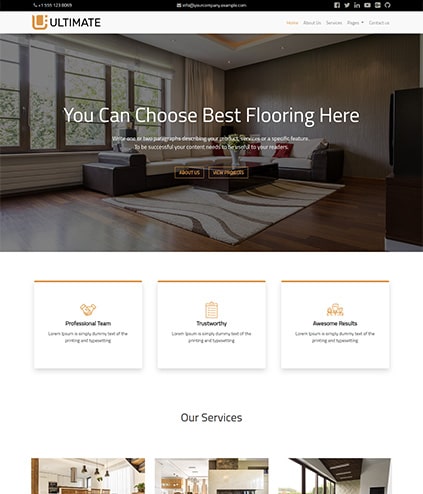 +1 555 123 8069
info@yourcompany.example.com
ULTIMATE
Home About Us Services Pages Contact us
You Can Choose Best Flooring Here
Write one or two paragraphs describing your product, services or a specific feature.
To be successful your content needs to be useful to your readers.
ABOUT US
VIEW PROJECTS
Professional Team
Lorem Ipsum is simply dummy text of the
printing and typesetting
Trustworthy
Lorem Ipsum is simply dummy text of the
printing and typesetting
Awesome Results
Lorem Ipsum is simply dummy text of the
printing and typesetting
Our Services